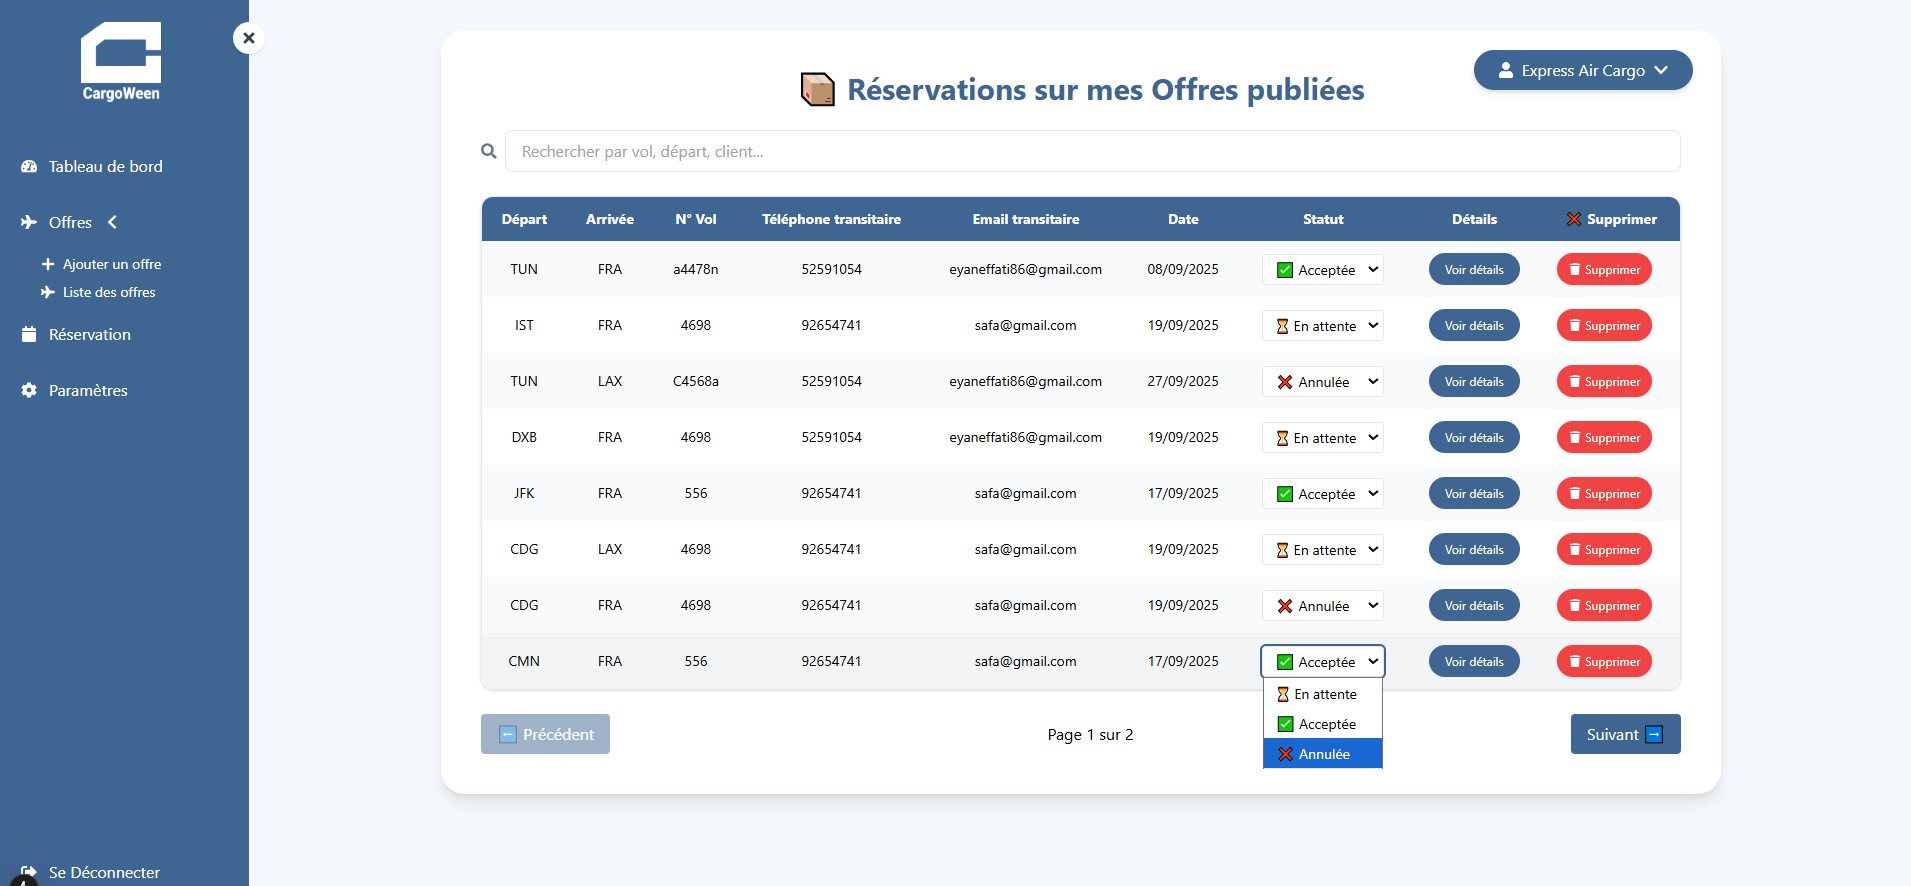 CargoWeen
Tableau de bord
Offres
Ajouter un offre
Liste des offres
Réservation
Paramètres
Se Déconnecter
Express Air Cargo
Réservations sur mes Offres publiées
Rechercher par vol, départ, client...
Départ Arrivée N° Vol Téléphone transitaire Email transitaire Date Statut Détails Supprimer
TUN FRA a4478n 52591054 eyaneffati86@gmail.com 08/09/2025 Acceptée Voir détails Supprimer
IST FRA 4698 92654741 safa@gmail.com 19/09/2025 En attente Voir détails Supprimer
TUN LAX C4568a 52591054 eyaneffati86@gmail.com 27/09/2025 Annulée Voir détails Supprimer
DXB FRA 4698 52591054 eyaneffati86@gmail.com 19/09/2025 En attente Voir détails Supprimer
JFK FRA 556 92654741 safa@gmail.com 17/09/2025 Acceptée Voir détails Supprimer
CDG LAX 4698 92654741 safa@gmail.com 19/09/2025 En attente Voir détails Supprimer
CDG FRA 4698 92654741 safa@gmail.com 19/09/2025 Annulée Voir détails Supprimer
CMN FRA 556 92654741 safa@gmail.com 17/09/2025 Acceptée Voir détails Supprimer
En attente
Acceptée
Annulée
Précédent Page 1 sur 2 Suivant